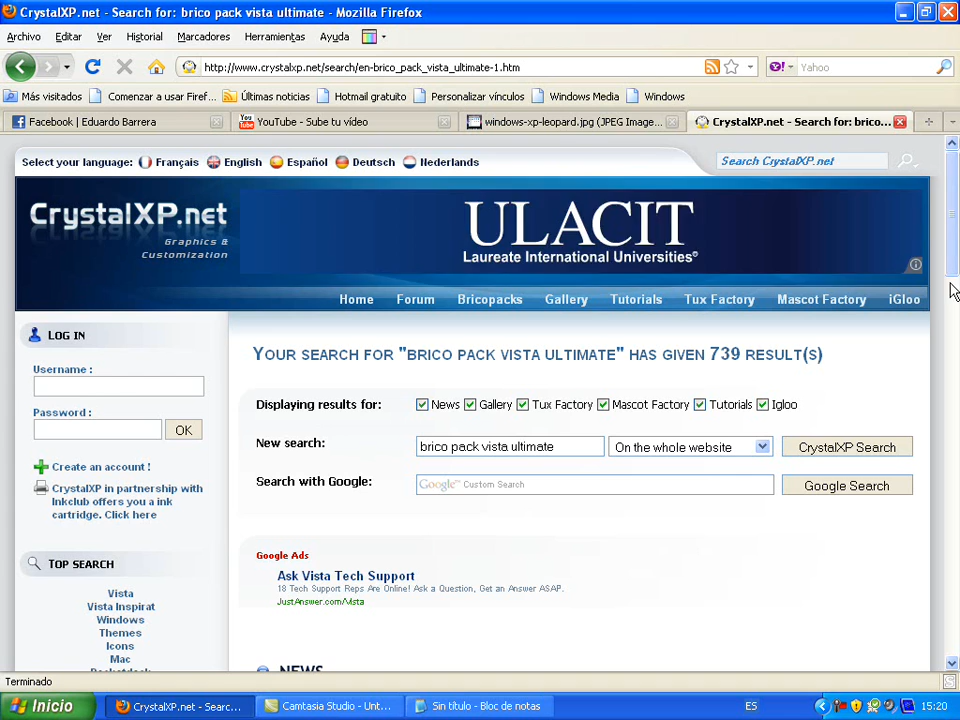 CrystalXP.net - Search for: brico pack vista ultimate - Mozilla Firefox
Archivo Editar Ver Historial Marcadores Herramientas Ayuda
http://www.crystalxp.net/search/en-brico_pack_vista_ultimate-1.htm
Yahoo
Más visitados Comenzar a usar Firef... Últimas noticias Hotmail gratuito Personalizar vínculos Windows Media Windows
Facebook | Eduardo Barrera YouTube - Sube tu vídeo windows-xp-leopard.jpg (JPEG Image... CrystalXP.net - Search for: brico...
Select your language: Français English Español Deutsch Nederlands
Search CrystalXP.net
CrystalXP.net
Graphics &
Customization
ULACIT
Laureate International Universities®
Home Forum Bricopacks Gallery Tutorials Tux Factory Mascot Factory iGloo
LOG IN
Username :
Password :
OK
Create an account !
CrystalXP in partnership with
Inkclub offers you a ink
cartridge. Click here
TOP SEARCH
Vista
Vista Inspirat
Windows
Themes
Icons
Mac
YOUR SEARCH FOR "BRICO PACK VISTA ULTIMATE" HAS GIVEN 739 RESULT(S)
Displaying results for: News Gallery Tux Factory Mascot Factory Tutorials Igloo
New search: brico pack vista ultimate On the whole website CrystalXP Search
Search with Google: Google™ Custom Search Google Search
Google Ads
Ask Vista Tech Support
18 Tech Support Reps Are Online! Ask a Question, Get an Answer ASAP.
JustAnswer.com/Vista
NEWS
Terminado
Inicio CrystalXP.net - Searc... Camtasia Studio - Unt... Sin título - Bloc de notas ES 15:20